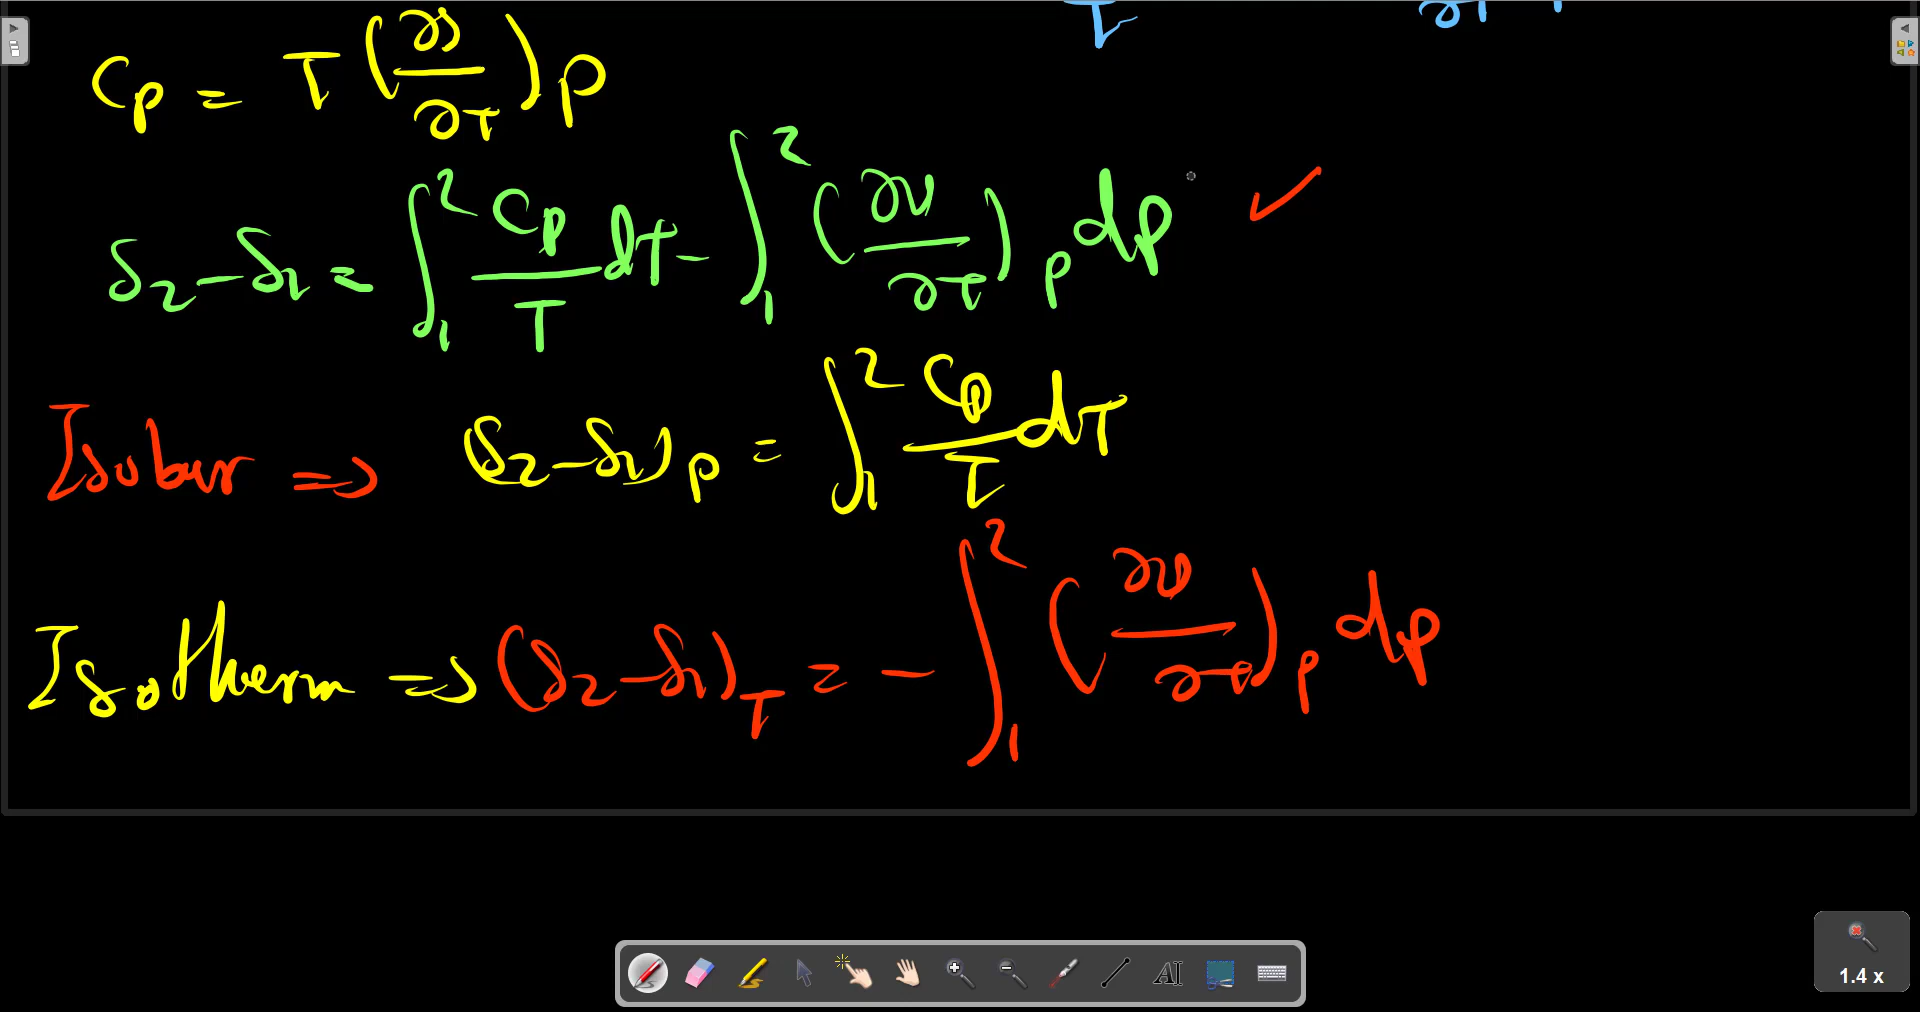 Cp = T (∂s/∂T)p
s2-s1 = ∫₁² Cp/T dT - ∫₁² (∂v/∂T)p dp ✓
Isobar => (s2-s1)p = ∫₁² Cp/T dT
Isotherm => (s2-s1)T = - ∫₁² (∂v/∂T)p dp
AI
1.4 x